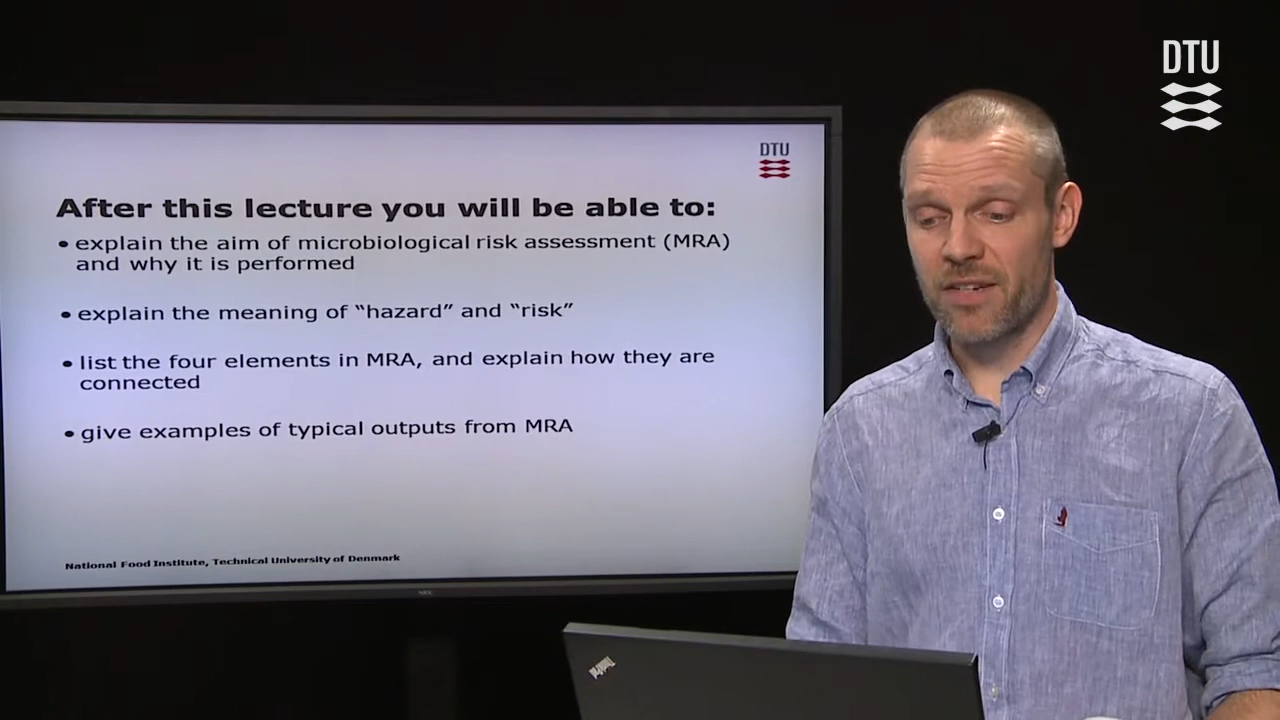 DTU
DTU
After this lecture you will be able to:
• explain the aim of microbiological risk assessment (MRA)
and why it is performed
• explain the meaning of “hazard” and “risk”
• list the four elements in MRA, and explain how they are
connected
• give examples of typical outputs from MRA
National Food Institute, Technical University of Denmark
NEC
ThinkPad